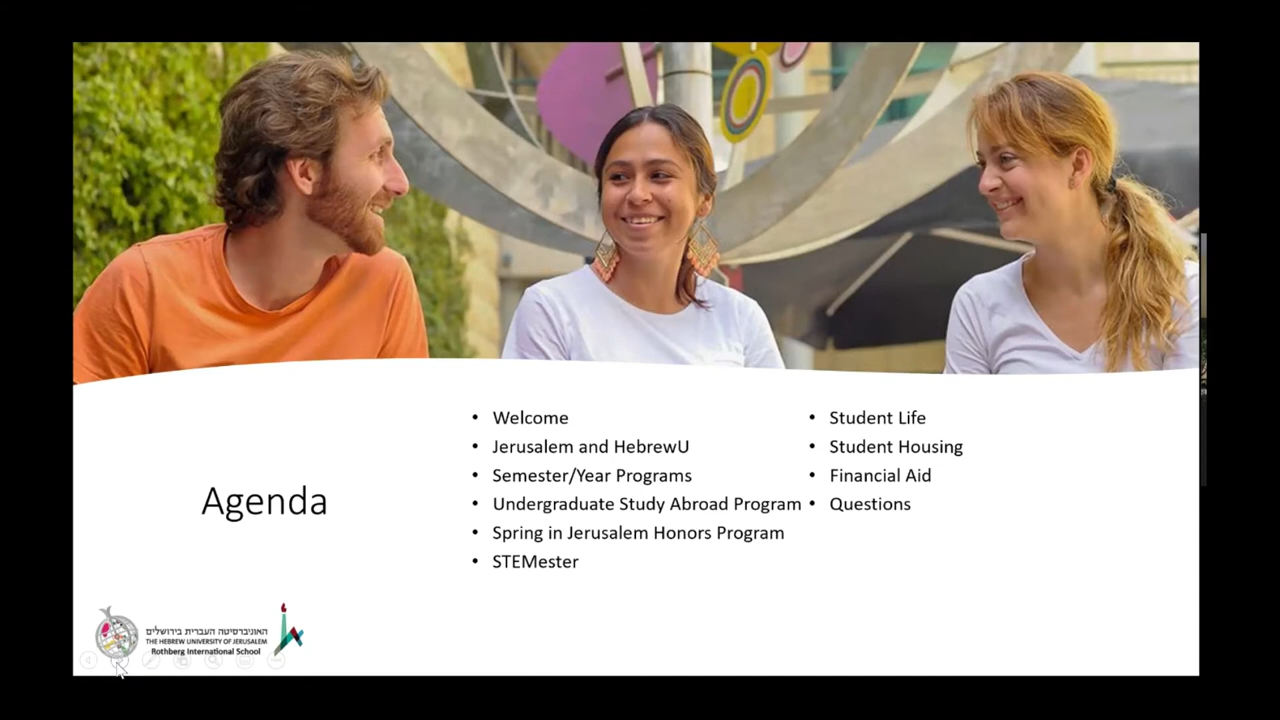 Agenda
• Welcome
• Jerusalem and HebrewU
• Semester/Year Programs
• Undergraduate Study Abroad Program
• Spring in Jerusalem Honors Program
• STEMester
• Student Life
• Student Housing
• Financial Aid
• Questions
האוניברסיטה העברית בירושלים
THE HEBREW UNIVERSITY OF JERUSALEM
Rothberg International School